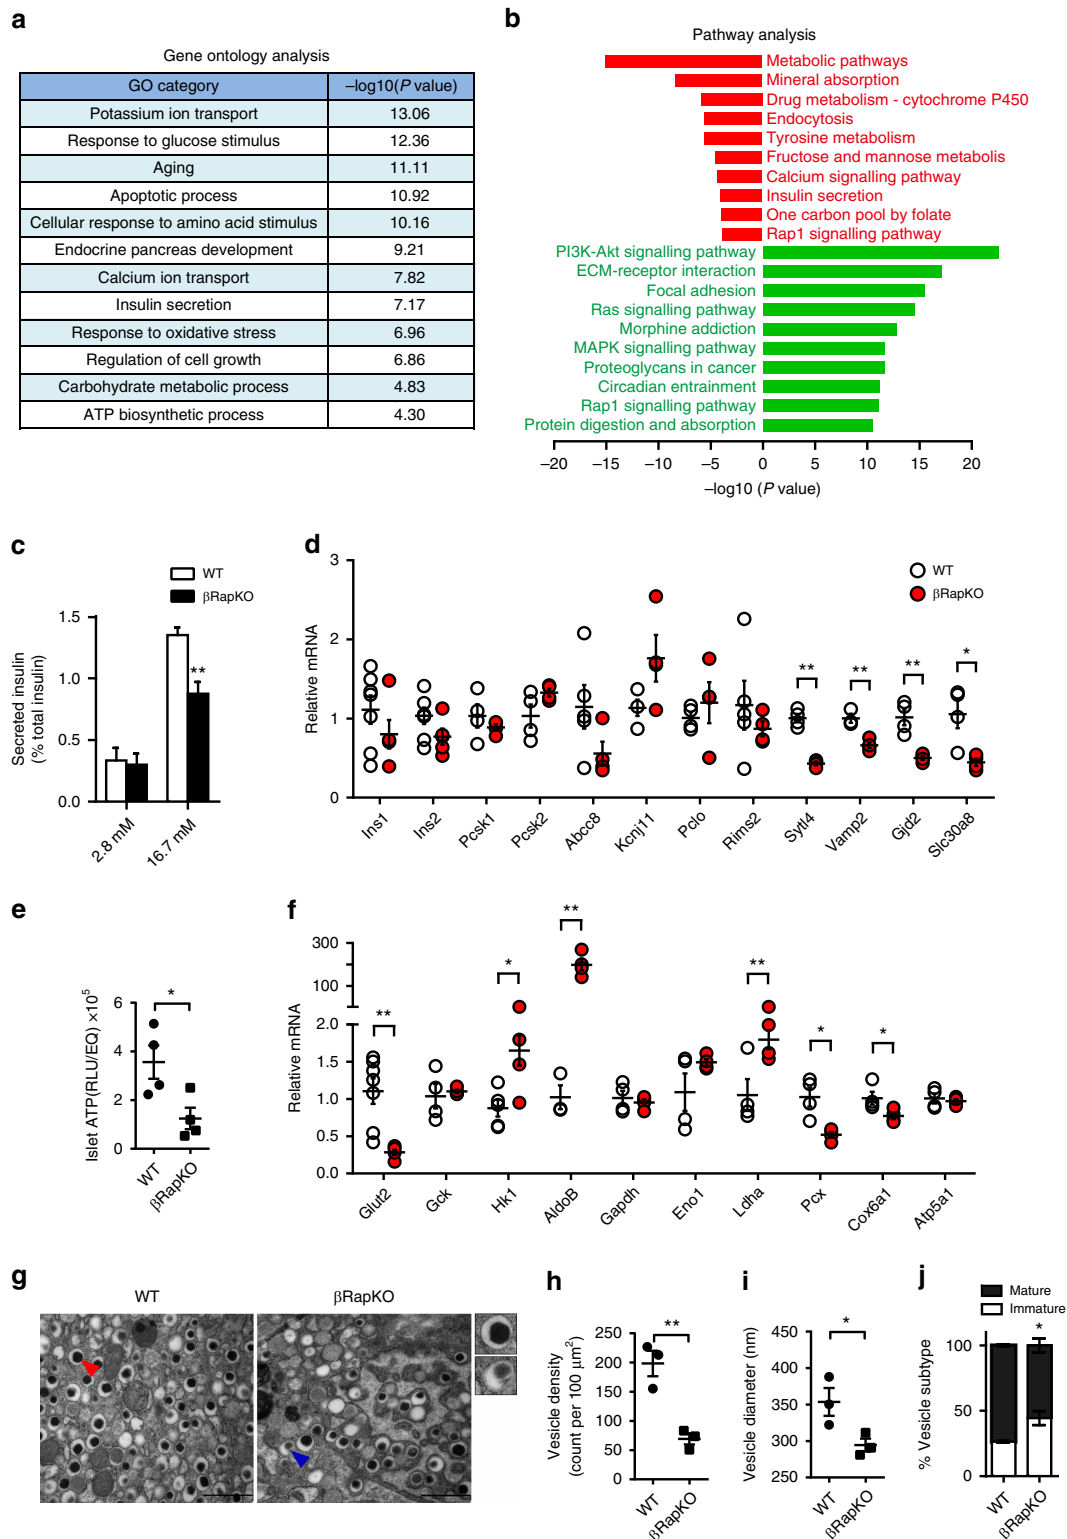 a
Gene ontology analysis
GO category –log10(P value)
Potassium ion transport 13.06
Response to glucose stimulus 12.36
Aging 11.11
Apoptotic process 10.92
Cellular response to amino acid stimulus 10.16
Endocrine pancreas development 9.21
Calcium ion transport 7.82
Insulin secretion 7.17
Response to oxidative stress 6.96
Regulation of cell growth 6.86
Carbohydrate metabolic process 4.83
ATP biosynthetic process 4.30
b
Pathway analysis
Metabolic pathways
Mineral absorption
Drug metabolism - cytochrome P450
Endocytosis
Tyrosine metabolism
Fructose and mannose metabolis
Calcium signalling pathway
Insulin secretion
One carbon pool by folate
Rap1 signalling pathway
PI3K-Akt signalling pathway
ECM-receptor interaction
Focal adhesion
Ras signalling pathway
Morphine addiction
MAPK signalling pathway
Proteoglycans in cancer
Circadian entrainment
Rap1 signalling pathway
Protein digestion and absorption
–20 –15 –10 –5 0 5 10 15 20
–log10 (P value)
c
WT
βRapKO
Secreted insulin
(% total insulin)
1.5
1.0
0.5
0.0
**
2.8 mM
16.7 mM
d
WT
βRapKO
Relative mRNA
3
2
1
0
** ** ** *
Ins1 Ins2 Pcsk1 Pcsk2 Abcc8 Kcnj11 Pclo Rims2 Sytl4 Vamp2 Gjd2 Slc30a8
e
Islet ATP(RLU/EQ) ×10⁵
6
4
2
0
*
WT
βRapKO
f
Relative mRNA
300
100
2.0
1.5
1.0
0.5
0.0
** * ** ** * *
Glut2 Gck Hk1 AldoB Gapdh Eno1 Ldha Pcx Cox6a1 Atp5a1
g
WT βRapKO
h
Vesicle density
(count per 100 μm²)
250
200
150
100
50
0
**
WT
βRapKO
i
Vesicle diameter (nm)
450
400
350
300
250
*
WT
βRapKO
j
Mature
Immature
% Vesicle subtype
100
50
0
*
WT
βRapKO